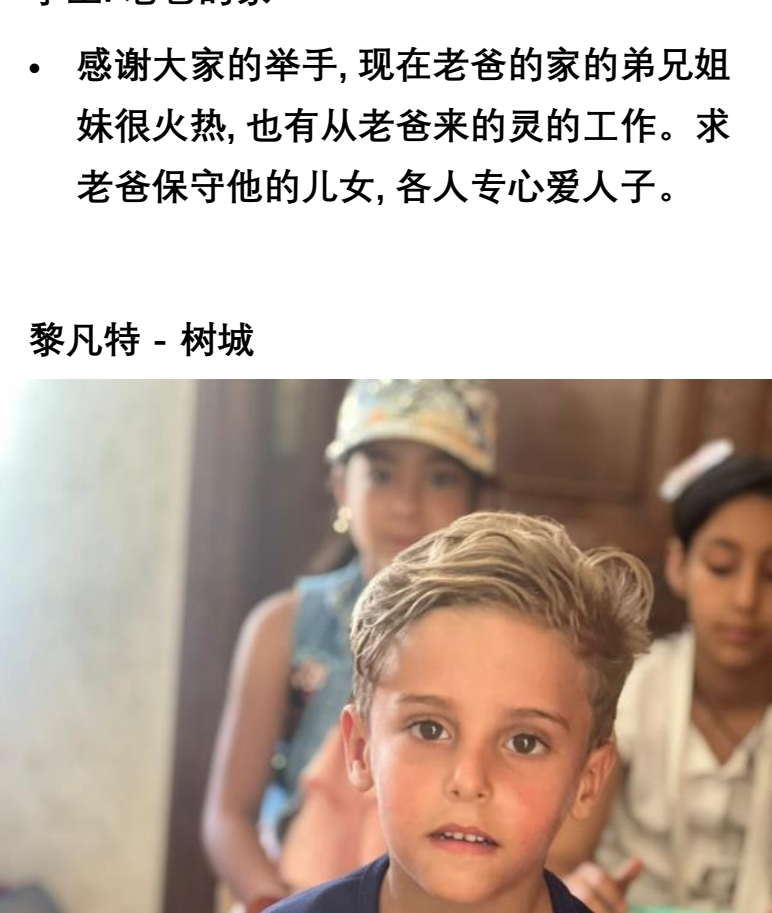 • 感谢大家的举手, 现在老爸的家的弟兄姐
妹很火热, 也有从老爸来的灵的工作。求
老爸保守他的儿女, 各人专心爱人子。
黎凡特 - 树城